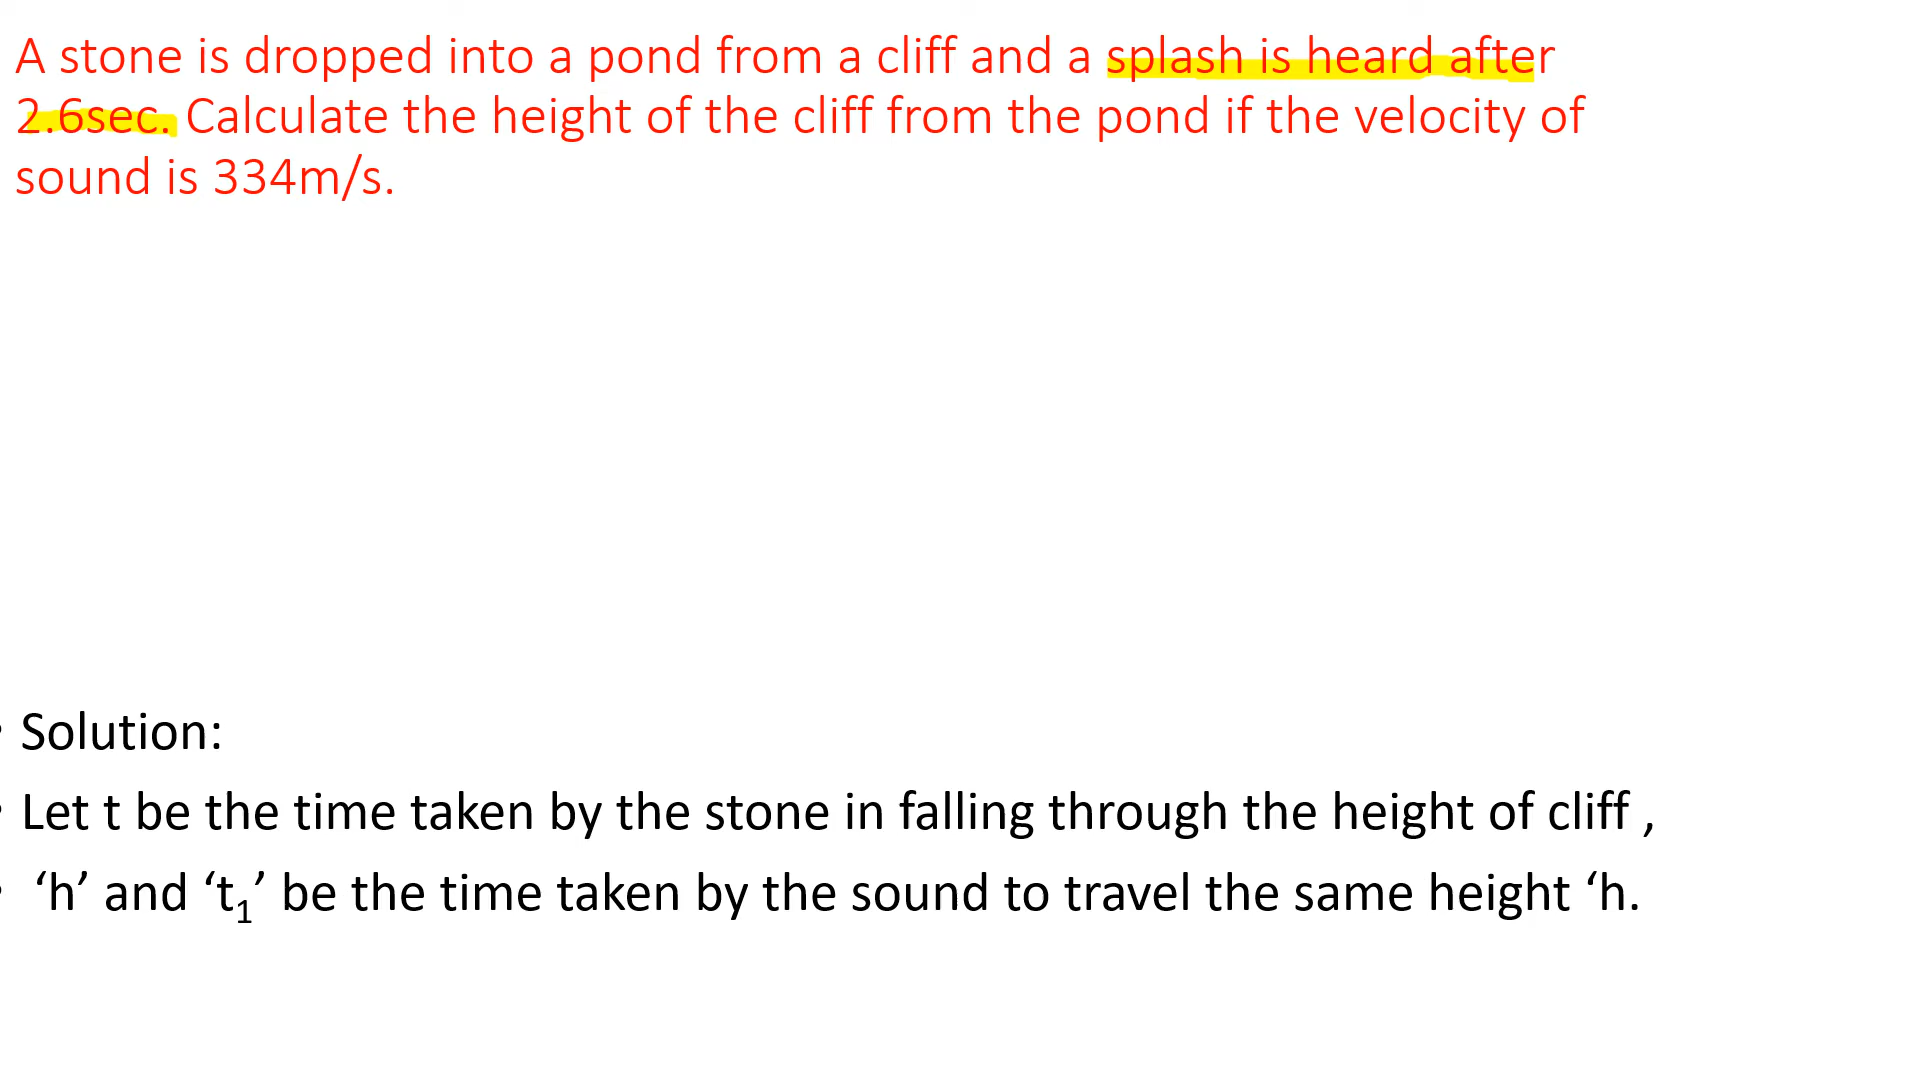 A stone is dropped into a pond from a cliff and a splash is heard after
2.6sec. Calculate the height of the cliff from the pond if the velocity of
sound is 334m/s.
• Solution:
• Let t be the time taken by the stone in falling through the height of cliff ,
• ‘h’ and ‘t₁’ be the time taken by the sound to travel the same height ‘h.